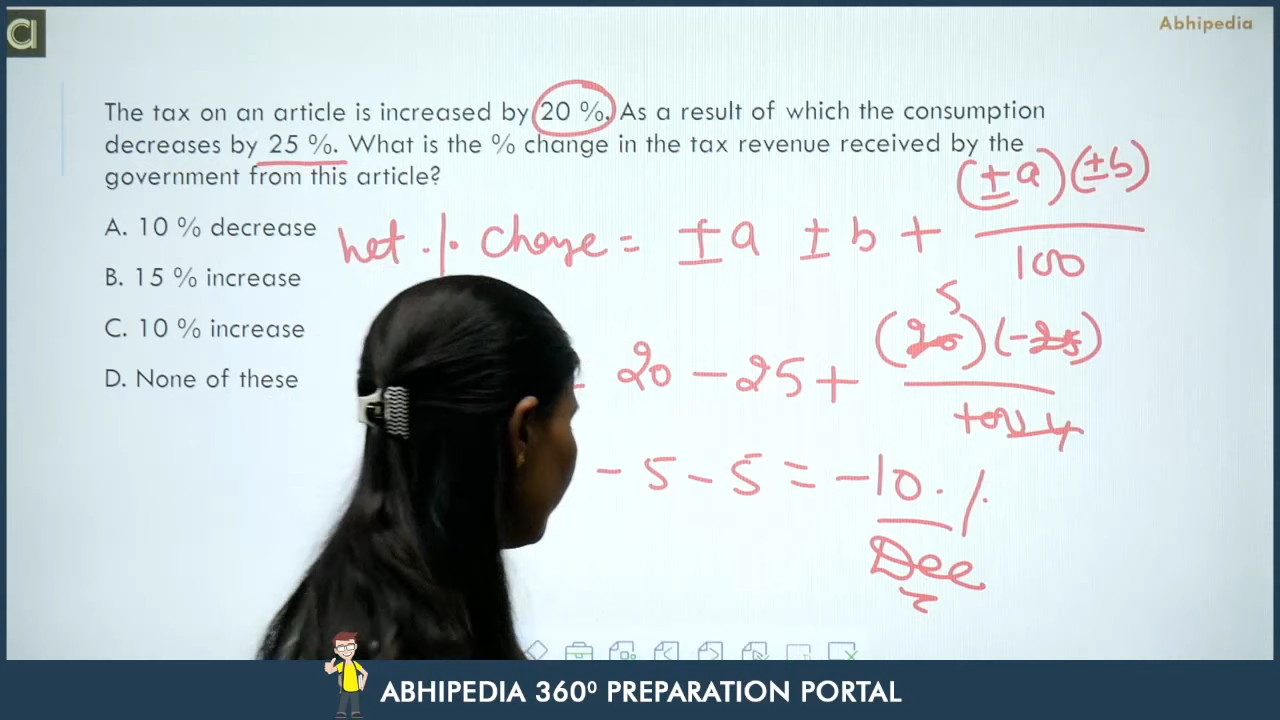 Abhipedia
The tax on an article is increased by 20 %. As a result of which the consumption
decreases by 25 %. What is the % change in the tax revenue received by the
government from this article?
A. 10 % decrease
B. 15 % increase
C. 10 % increase
D. None of these
net % change = ±a ±b + (±a)(±b)
100
5
20 - 25 + (20)(-25)
100 4
- 5 - 5 = -10 %
Dec
ABHIPEDIA 360⁰ PREPARATION PORTAL